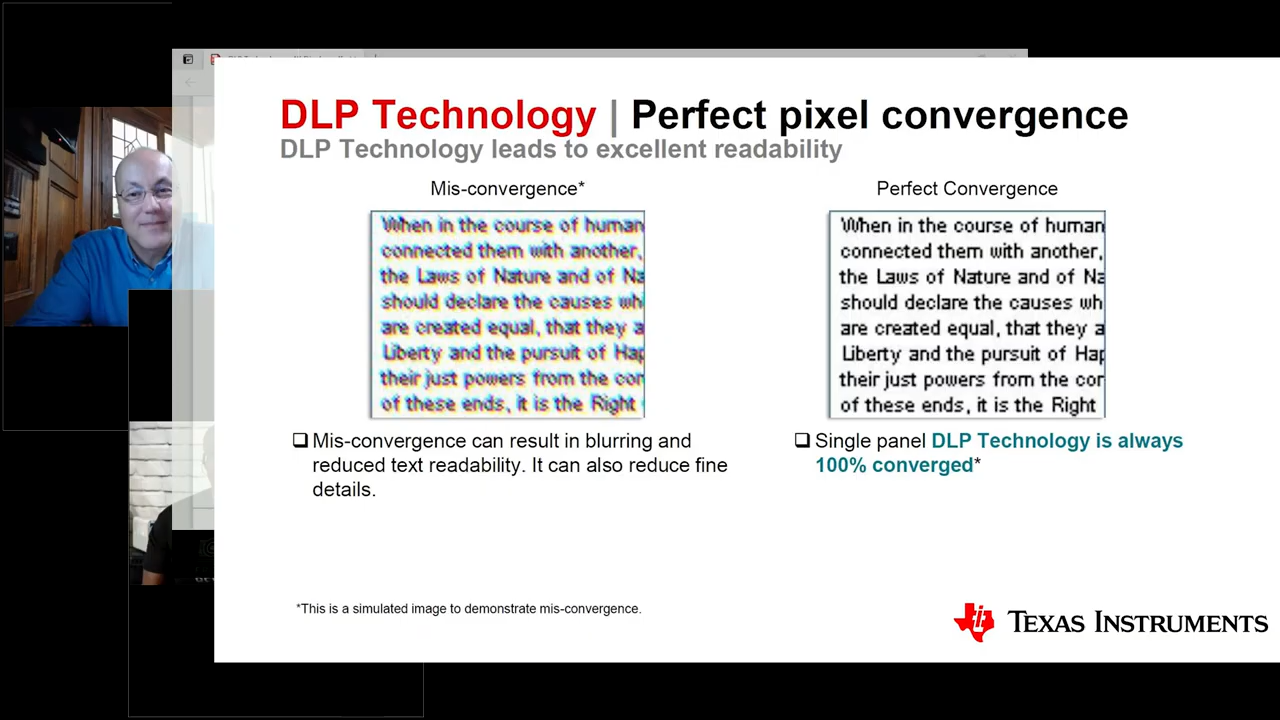 DLP Technology | Perfect pixel convergence
DLP Technology leads to excellent readability
Mis-convergence*
When in the course of human
connected them with another,
the Laws of Nature and of Na
should declare the causes whi
are created equal, that they a
Liberty and the pursuit of Hap
their just powers from the cor
of these ends, it is the Right
❑ Mis-convergence can result in blurring and
reduced text readability. It can also reduce fine
details.
Perfect Convergence
When in the course of human
connected them with another,
the Laws of Nature and of Na
should declare the causes wh
are created equal, that they a
Liberty and the pursuit of Hap
their just powers from the cor
of these ends, it is the Right
❑ Single panel DLP Technology is always
100% converged*
*This is a simulated image to demonstrate mis-convergence.
TEXAS INSTRUMENTS